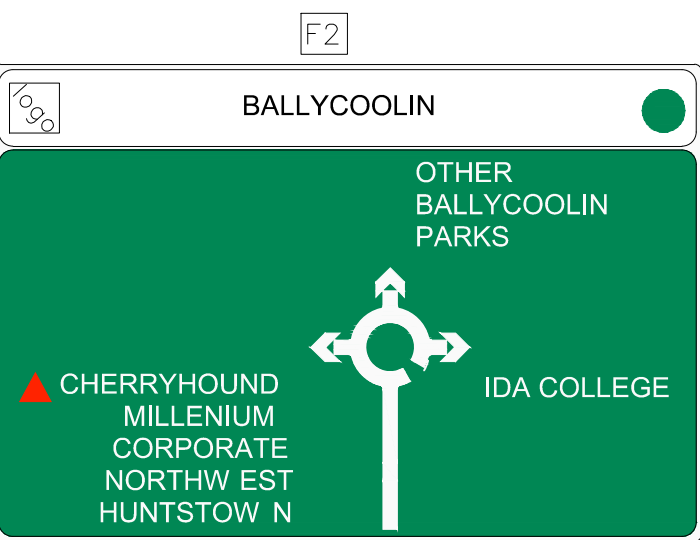 F2
logo
BALLYCOOLIN
OTHER
BALLYCOOLIN
PARKS
CHERRYHOUND
MILLENIUM
CORPORATE
NORTHW EST
HUNTSTOW N
IDA COLLEGE